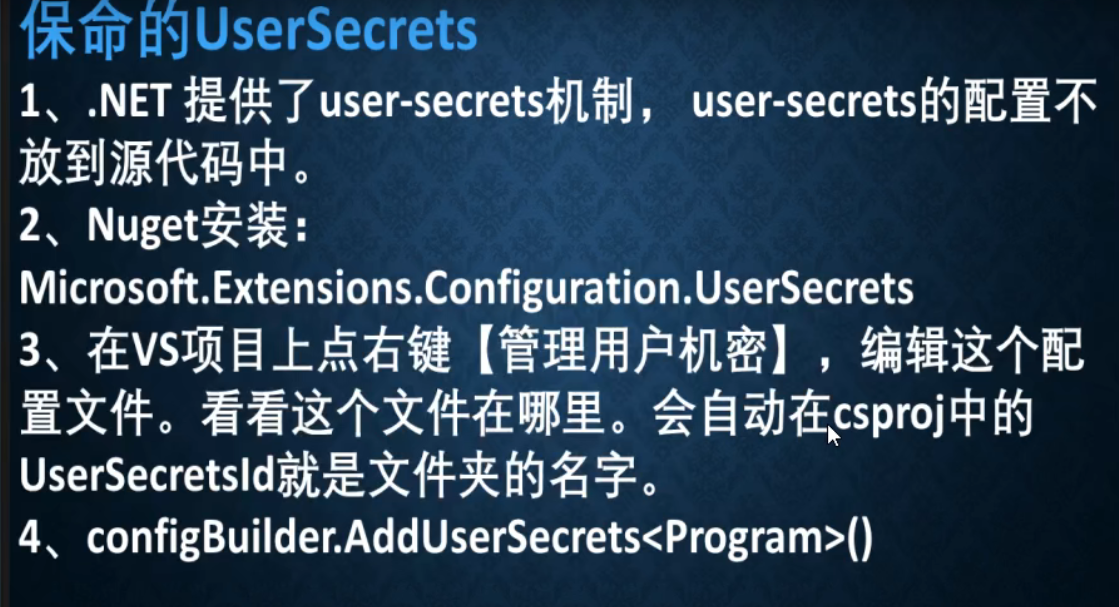 保命的UserSecrets
1、.NET 提供了user-secrets机制， user-secrets的配置不
放到源代码中。
2、Nuget安装：
Microsoft.Extensions.Configuration.UserSecrets
3、在VS项目上点右键【管理用户机密】，编辑这个配
置文件。看看这个文件在哪里。会自动在csproj中的
UserSecretsId就是文件夹的名字。
4、configBuilder.AddUserSecrets<Program>()